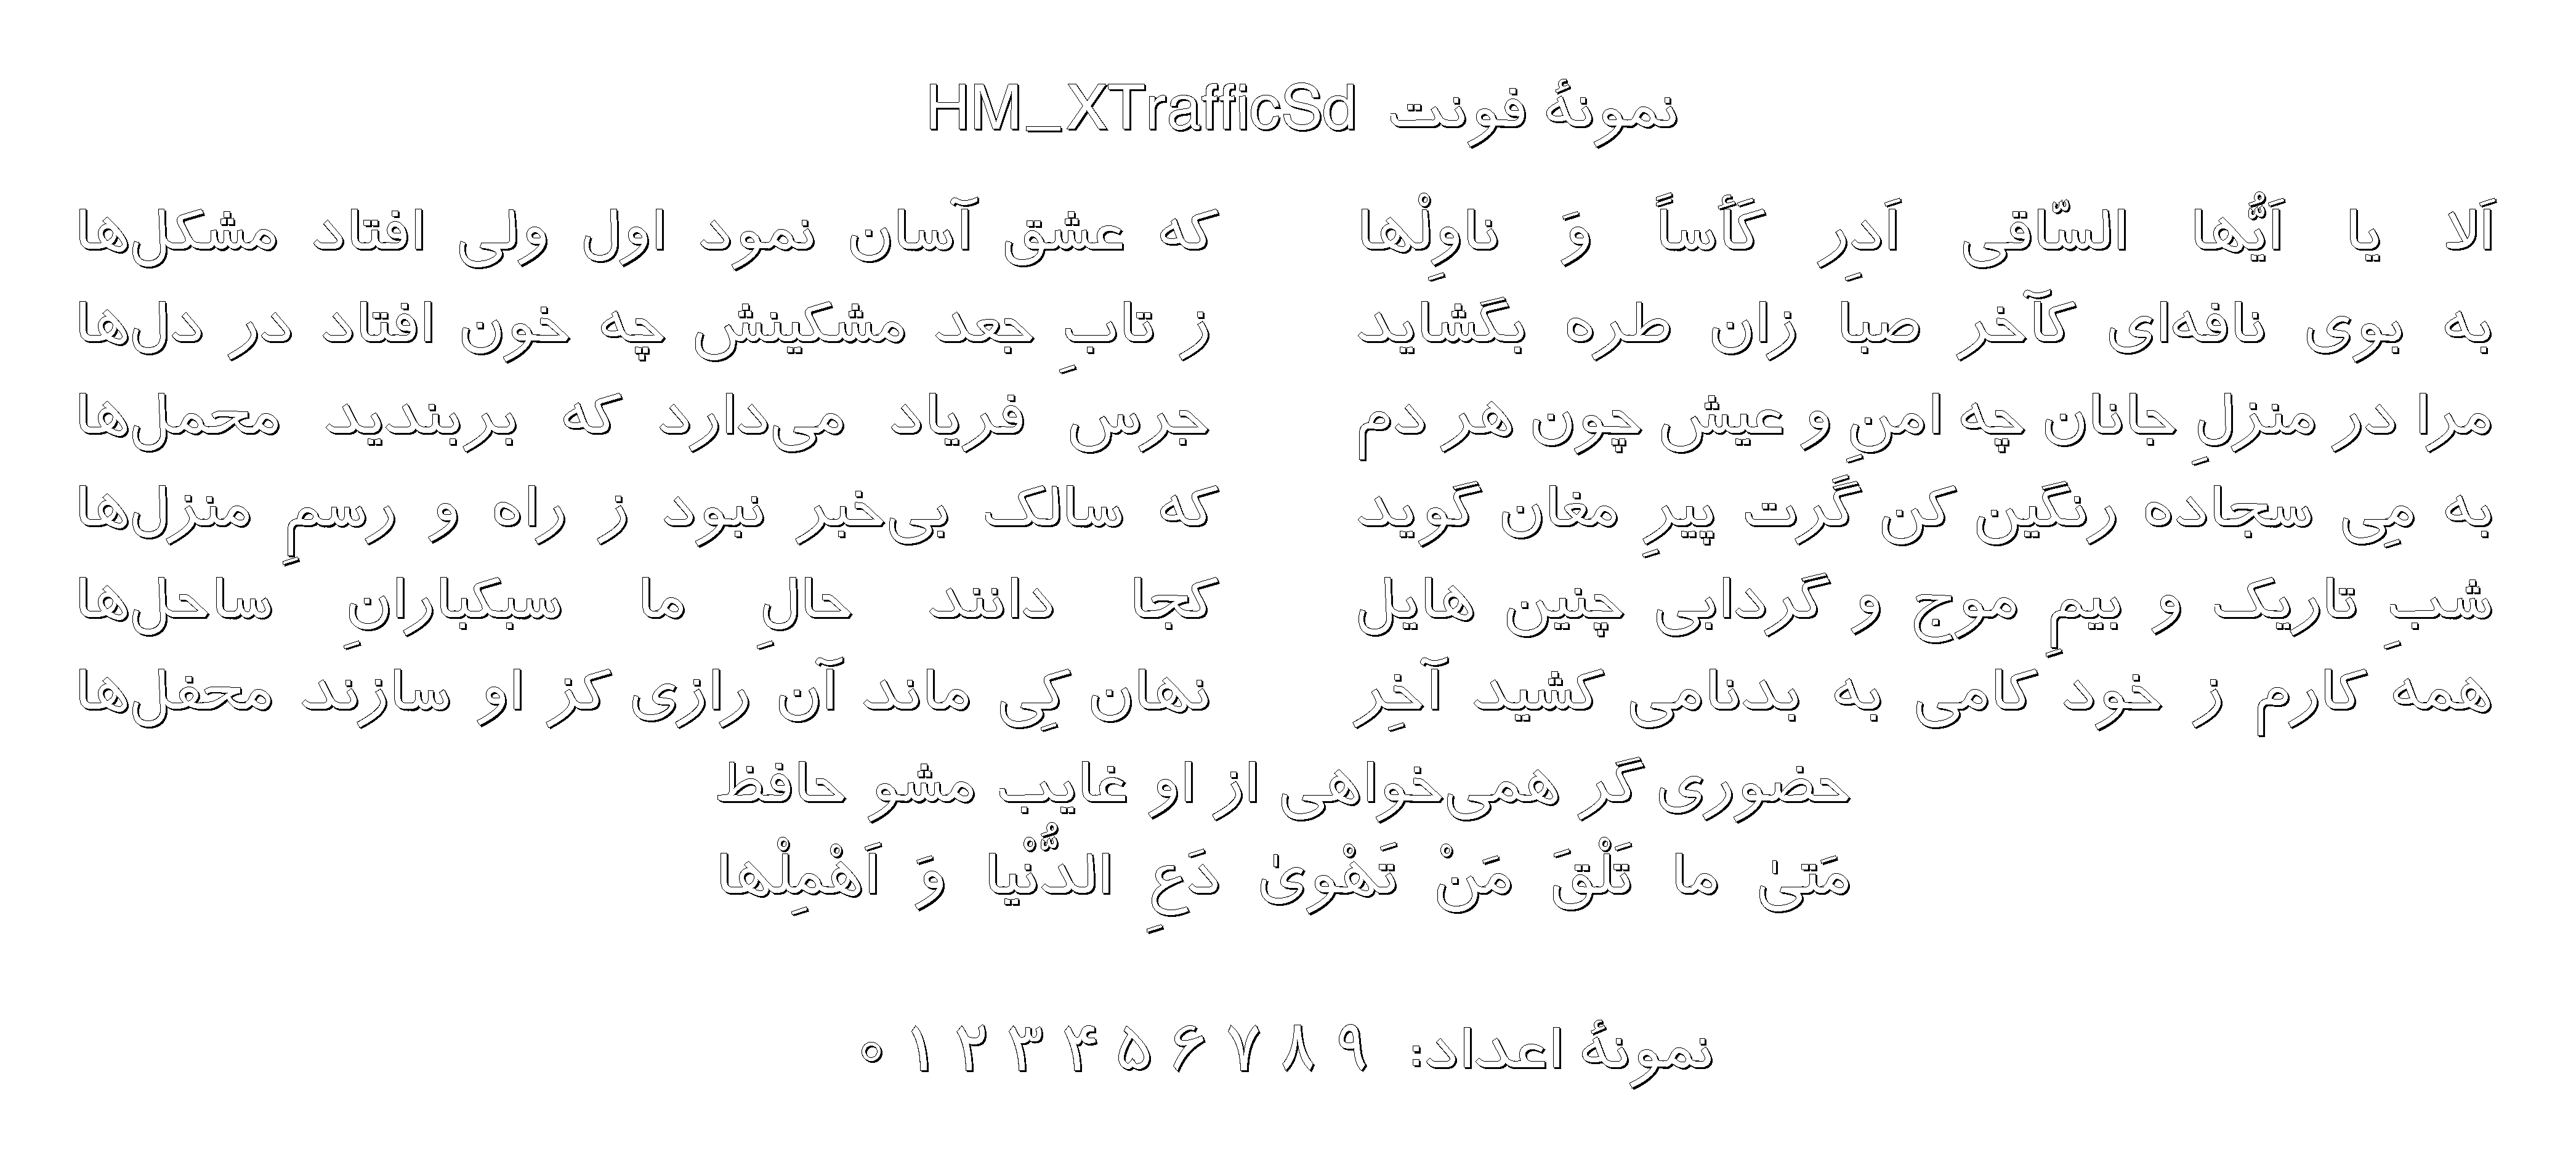 نمونهٔ فونت HM_XTrafficSd
اَلا یا اَیُّها السّاقی اَدِر کَأساً وَ ناوِلْها که عشق آسان نمود اول ولی افتاد مشکل‌ها
به بوی نافه‌ای کآخر صبا زان طره بگشاید ز تابِ جعد مشکینش چه خون افتاد در دل‌ها
مرا در منزلِ جانان چه امنِ و عیش چون هر دم جرس فریاد می‌دارد که بربندید محمل‌ها
به مِی سجاده رنگین کن گَرت پیرِ مغان گوید که سالک بی‌خبر نبود ز راه و رسمِ منزل‌ها
شبِ تاریک و بیمِ موج و گردابی چنین هایل کجا دانند حالِ ما سبکبارانِ ساحل‌ها
همه کارم ز خود کامی به بدنامی کشید آخِر نهان کِی ماند آن رازی کز او سازند محفل‌ها
حضوری گر همی‌خواهی از او غایب مشو حافظ
مَتیٰ ما تَلْقَ مَنْ تَهْویٰ دَعِ الدُّنْیا وَ اَهْمِلْها
نمونهٔ اعداد: ۰ ۱ ۲ ۳ ۴ ۵ ۶ ۷ ۸ ۹